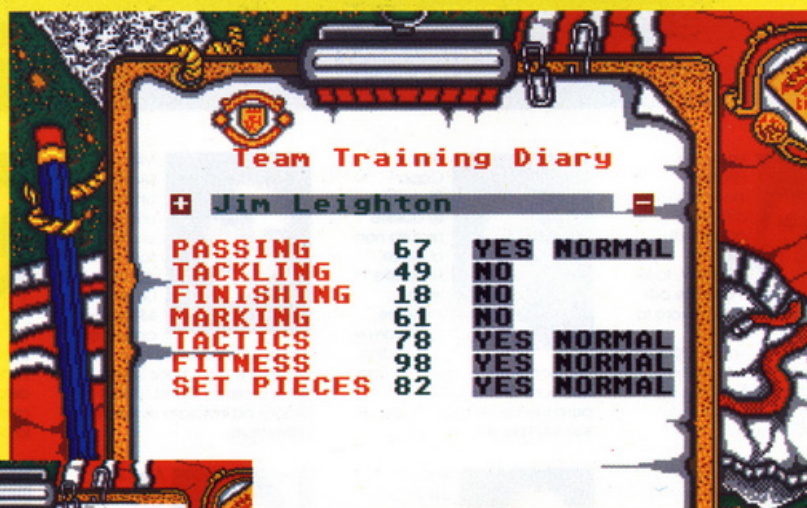 Team Training Diary
+ Jim Leighton -
PASSING 67 YES NORMAL
TACKLING 49 NO
FINISHING 18 NO
MARKING 61 NO
TACTICS 78 YES NORMAL
FITNESS 98 YES NORMAL
SET PIECES 82 YES NORMAL